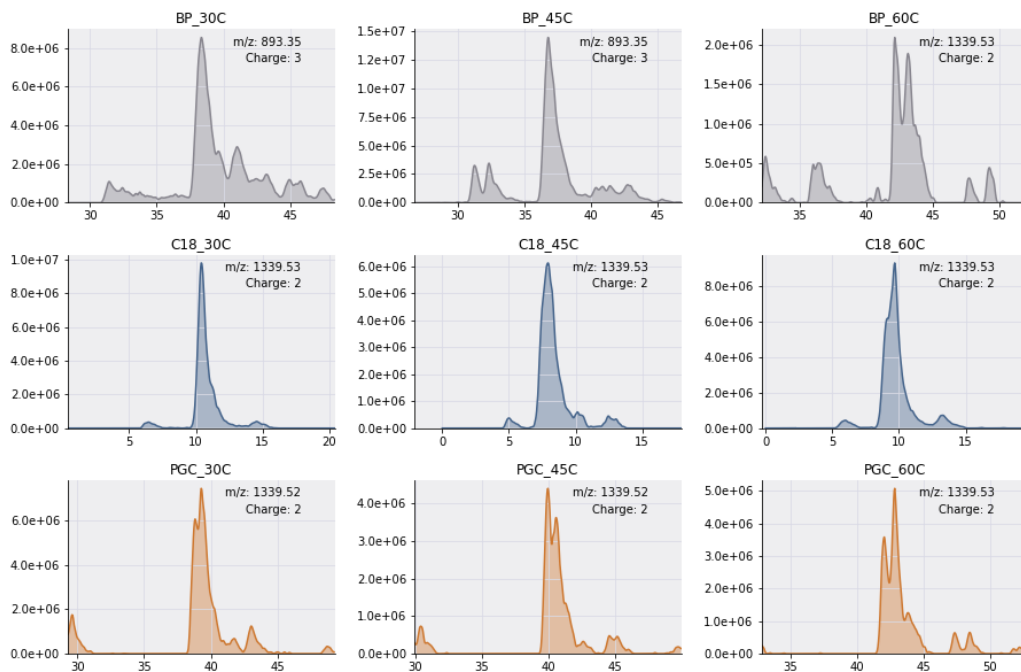 BP_30C
8.0e+06
6.0e+06
4.0e+06
2.0e+06
0.0e+00
m/z: 893.35
Charge: 3
30 35 40 45
BP_45C
1.5e+07
1.2e+07
1.0e+07
7.5e+06
5.0e+06
2.5e+06
0.0e+00
m/z: 893.35
Charge: 3
30 35 40 45
BP_60C
2.0e+06
1.5e+06
1.0e+06
5.0e+05
0.0e+00
m/z: 1339.53
Charge: 2
35 40 45 50
C18_30C
1.0e+07
8.0e+06
6.0e+06
4.0e+06
2.0e+06
0.0e+00
m/z: 1339.53
Charge: 2
5 10 15 20
C18_45C
6.0e+06
5.0e+06
4.0e+06
3.0e+06
2.0e+06
1.0e+06
0.0e+00
m/z: 1339.53
Charge: 2
0 5 10 15
C18_60C
8.0e+06
6.0e+06
4.0e+06
2.0e+06
0.0e+00
m/z: 1339.53
Charge: 2
0 5 10 15
PGC_30C
6.0e+06
4.0e+06
2.0e+06
0.0e+00
m/z: 1339.52
Charge: 2
30 35 40 45
PGC_45C
4.0e+06
3.0e+06
2.0e+06
1.0e+06
0.0e+00
m/z: 1339.52
Charge: 2
30 35 40 45
PGC_60C
5.0e+06
4.0e+06
3.0e+06
2.0e+06
1.0e+06
0.0e+00
m/z: 1339.53
Charge: 2
35 40 45 50